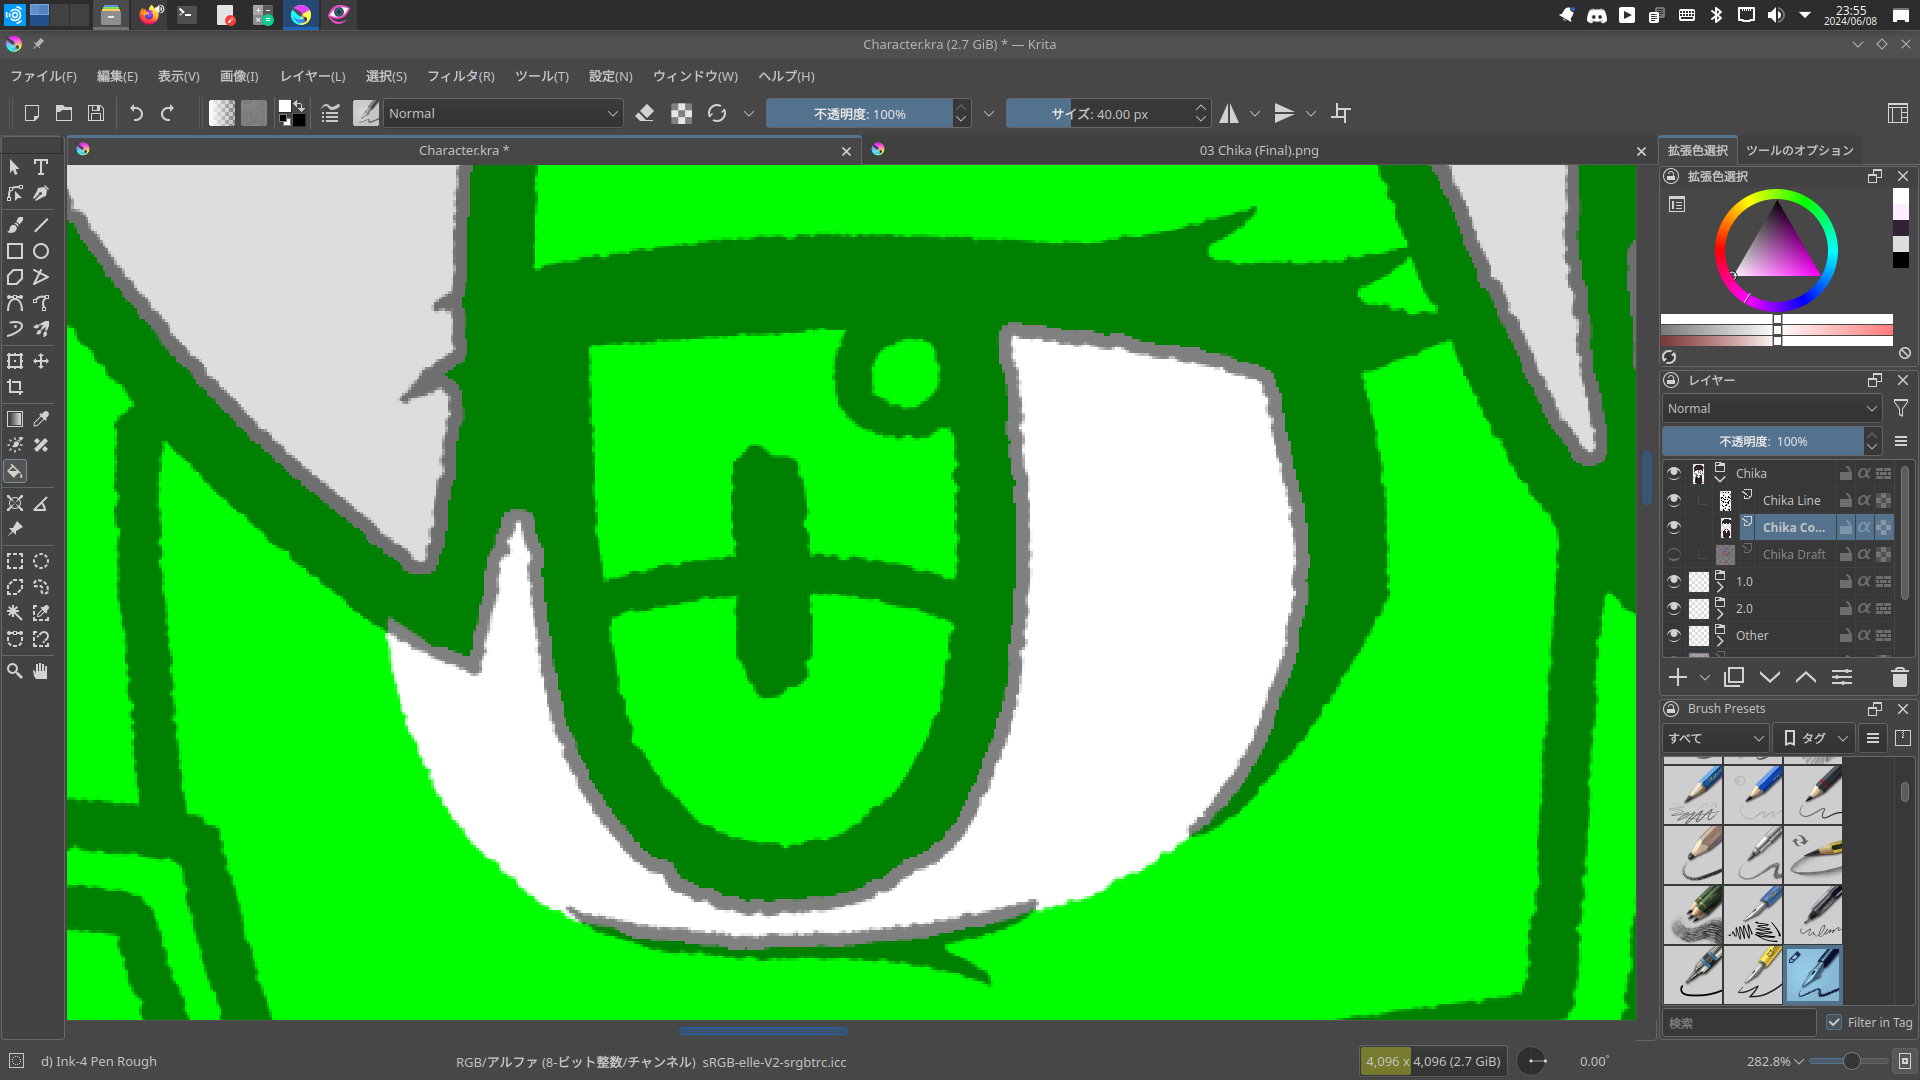 23:55
2024/06/08
Character.kra (2.7 GiB) * — Krita
ファイル(F) 編集(E) 表示(V) 画像(I) レイヤー(L) 選択(S) フィルタ(R) ツール(T) 設定(N) ウィンドウ(W) ヘルプ(H)
Normal 不透明度: 100% サイズ: 40.00 px
Character.kra * 03 Chika (Final).png
拡張色選択 ツールのオプション
拡張色選択
レイヤー
Normal
不透明度: 100%
Chika
Chika Line
Chika Co...
Chika Draft
1.0
2.0
Other
Brush Presets
すべて タグ
検索 Filter in Tag
d) Ink-4 Pen Rough RGB/アルファ (8-ビット整数/チャンネル) sRGB-elle-V2-srgbtrc.icc 4,096 x 4,096 (2.7 GiB) 0.00° 282.8%